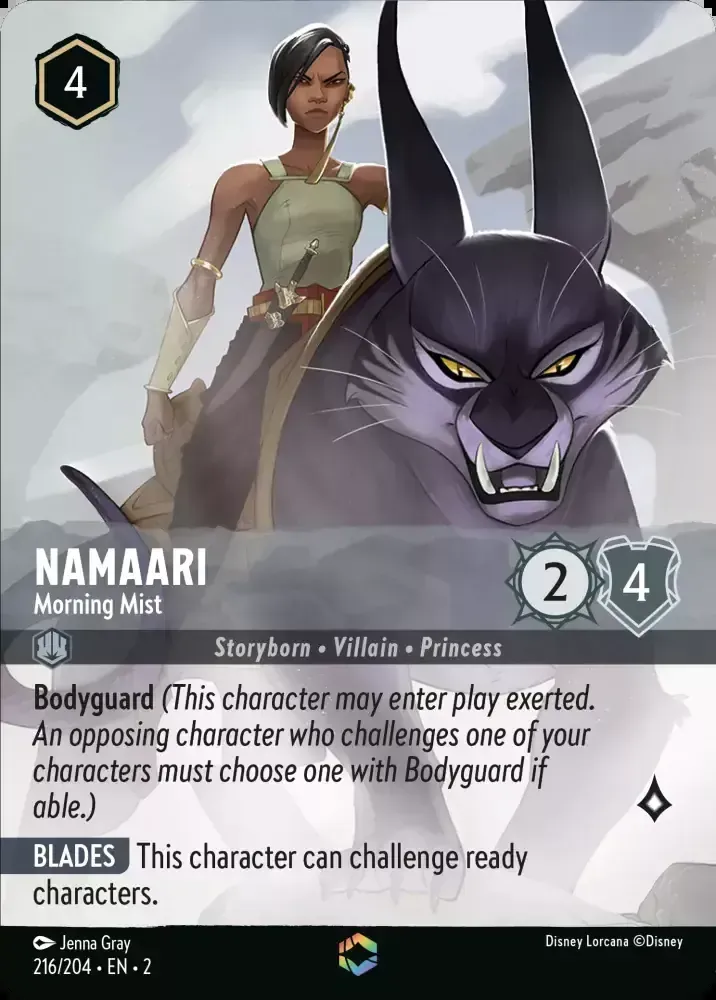 4
NAMAARI
Morning Mist
2
4
Storyborn • Villain • Princess
Bodyguard (This character may enter play exerted.
An opposing character who challenges one of your
characters must choose one with Bodyguard if
able.)
BLADES This character can challenge ready
characters.
Jenna Gray
Disney Lorcana ©Disney
216/204 • EN • 2